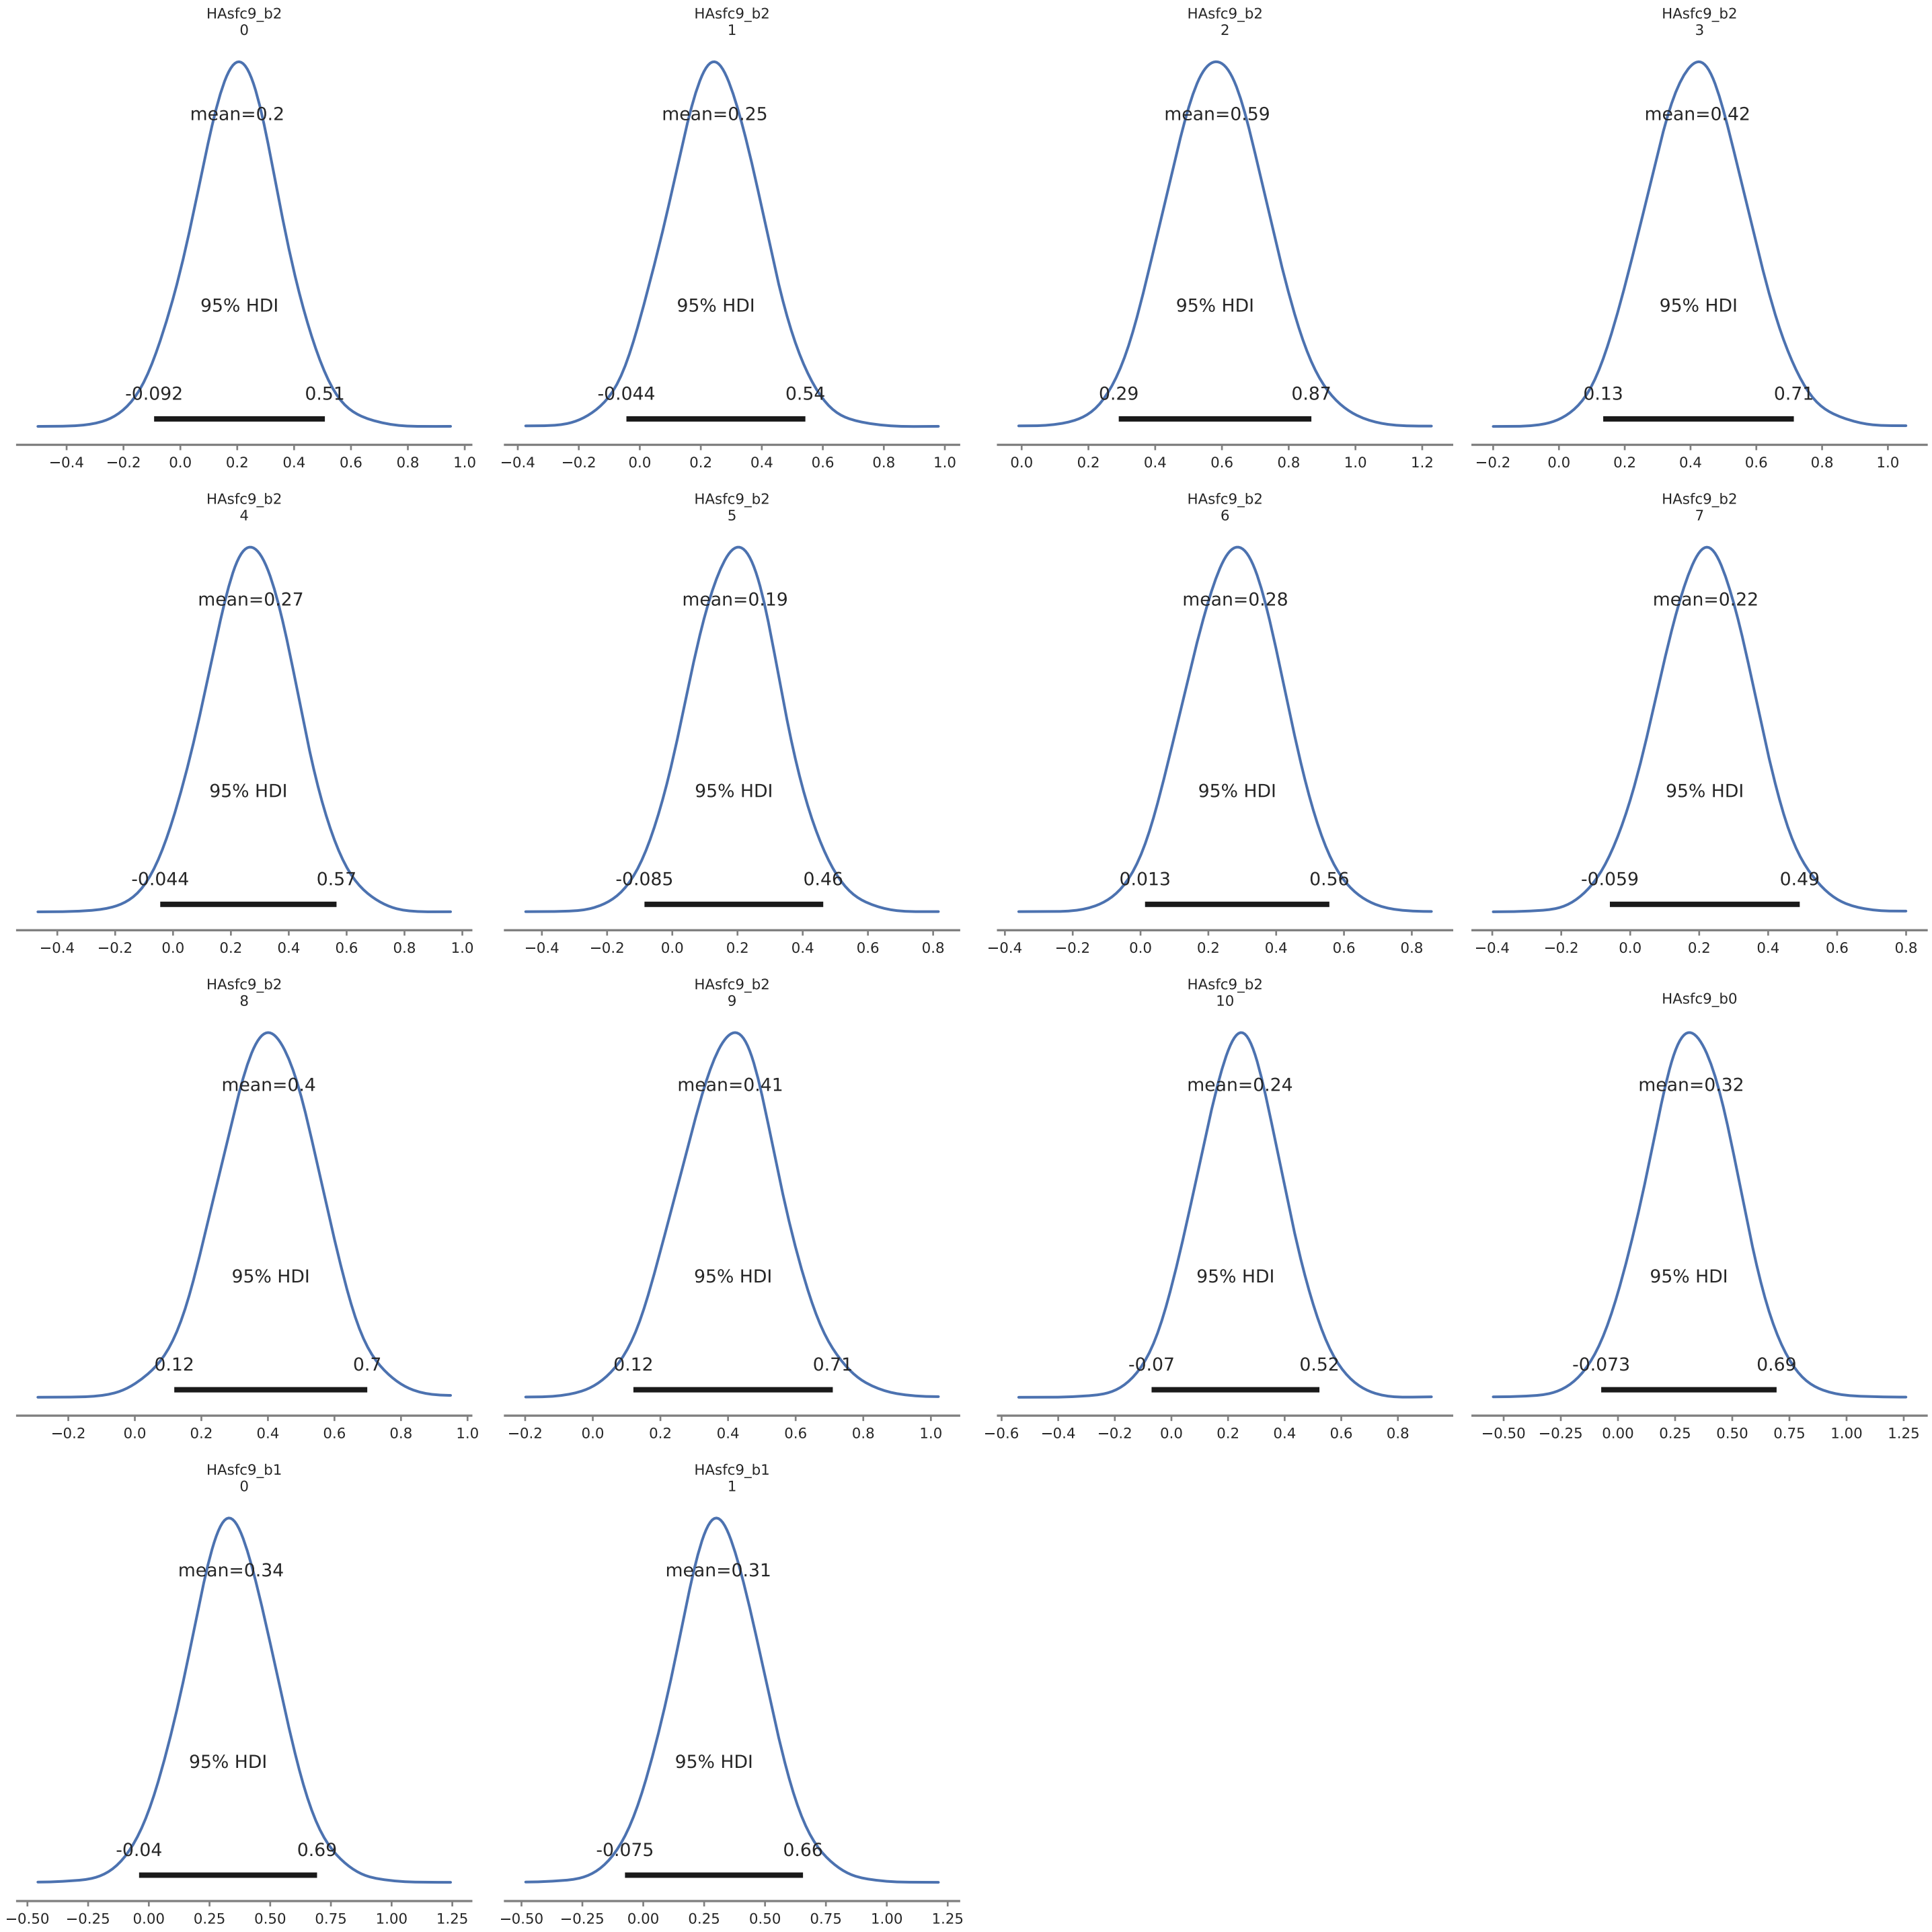 HAsfc9_b2
0
mean=0.2
95% HDI
-0.092 0.51
−0.4 −0.2 0.0 0.2 0.4 0.6 0.8 1.0
HAsfc9_b2
1
mean=0.25
95% HDI
-0.044 0.54
−0.4 −0.2 0.0 0.2 0.4 0.6 0.8 1.0
HAsfc9_b2
2
mean=0.59
95% HDI
0.29 0.87
0.0 0.2 0.4 0.6 0.8 1.0 1.2
HAsfc9_b2
3
mean=0.42
95% HDI
0.13 0.71
−0.2 0.0 0.2 0.4 0.6 0.8 1.0
HAsfc9_b2
4
mean=0.27
95% HDI
-0.044 0.57
−0.4 −0.2 0.0 0.2 0.4 0.6 0.8 1.0
HAsfc9_b2
5
mean=0.19
95% HDI
-0.085 0.46
−0.4 −0.2 0.0 0.2 0.4 0.6 0.8
HAsfc9_b2
6
mean=0.28
95% HDI
0.013 0.56
−0.4 −0.2 0.0 0.2 0.4 0.6 0.8
HAsfc9_b2
7
mean=0.22
95% HDI
-0.059 0.49
−0.4 −0.2 0.0 0.2 0.4 0.6 0.8
HAsfc9_b2
8
mean=0.4
95% HDI
0.12 0.7
−0.2 0.0 0.2 0.4 0.6 0.8 1.0
HAsfc9_b2
9
mean=0.41
95% HDI
0.12 0.71
−0.2 0.0 0.2 0.4 0.6 0.8 1.0
HAsfc9_b2
10
mean=0.24
95% HDI
-0.07 0.52
−0.6 −0.4 −0.2 0.0 0.2 0.4 0.6 0.8
HAsfc9_b0
mean=0.32
95% HDI
-0.073 0.69
−0.50 −0.25 0.00 0.25 0.50 0.75 1.00 1.25
HAsfc9_b1
0
mean=0.34
95% HDI
-0.04 0.69
−0.50 −0.25 0.00 0.25 0.50 0.75 1.00 1.25
HAsfc9_b1
1
mean=0.31
95% HDI
-0.075 0.66
−0.50 −0.25 0.00 0.25 0.50 0.75 1.00 1.25